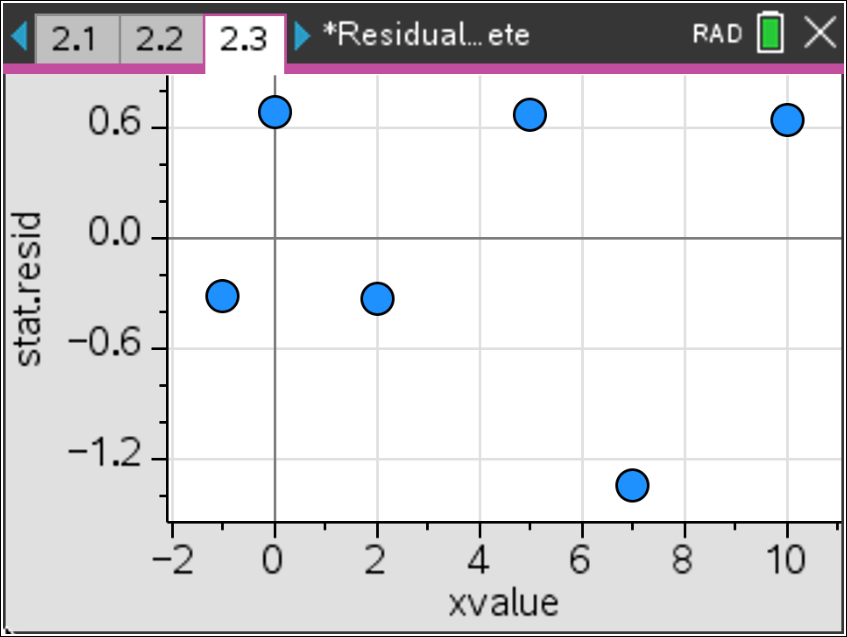 2.1 2.2 2.3 *Residual…ete RAD
0.6
0.0
−0.6
−1.2
stat.resid
−2 0 2 4 6 8 10
xvalue